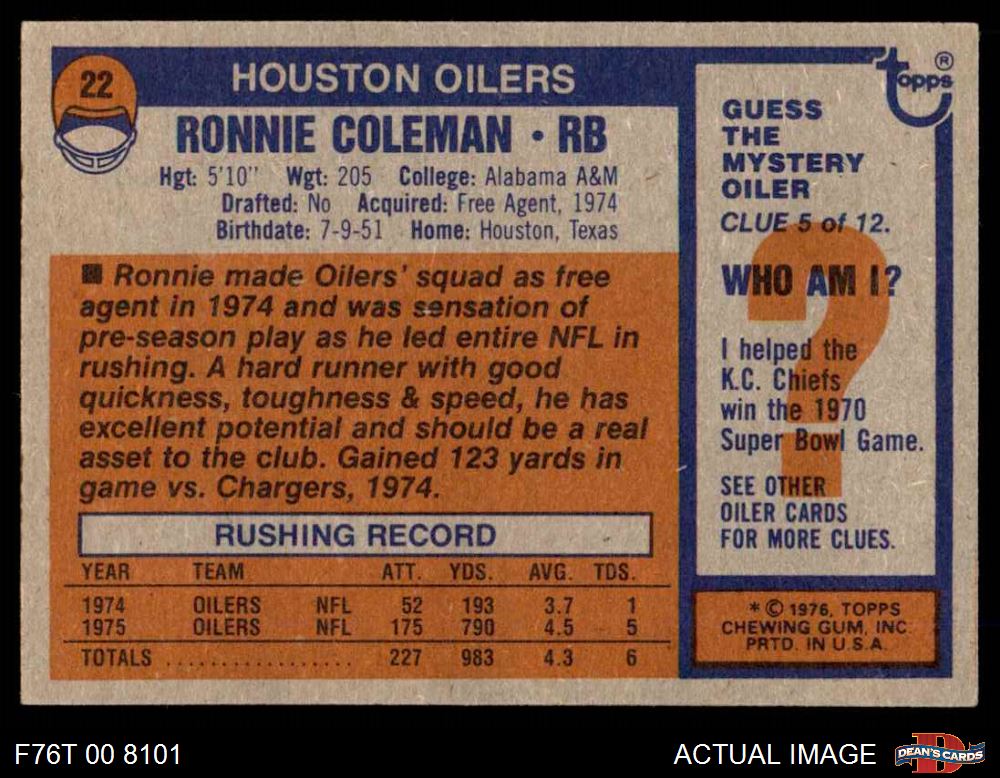 22
HOUSTON OILERS
RONNIE COLEMAN • RB
Hgt: 5'10" Wgt: 205 College: Alabama A&M
Drafted: No Acquired: Free Agent, 1974
Birthdate: 7-9-51 Home: Houston, Texas
■ Ronnie made Oilers' squad as free
agent in 1974 and was sensation of
pre-season play as he led entire NFL in
rushing. A hard runner with good
quickness, toughness & speed, he has
excellent potential and should be a real
asset to the club. Gained 123 yards in
game vs. Chargers, 1974.
RUSHING RECORD
YEAR TEAM ATT. YDS. AVG. TDS.
1974 OILERS NFL 52 193 3.7 1
1975 OILERS NFL 175 790 4.5 5
TOTALS .................. 227 983 4.3 6
Topps ®
GUESS
THE
MYSTERY
OILER
CLUE 5 of 12.
?
WHO AM I?
I helped the
K.C. Chiefs
win the 1970
Super Bowl Game.
SEE OTHER
OILER CARDS
FOR MORE CLUES.
* © 1976, TOPPS
CHEWING GUM, INC.
PRTD. IN U.S.A.
F76T 00 8101
ACTUAL IMAGE
DEAN'S CARDS